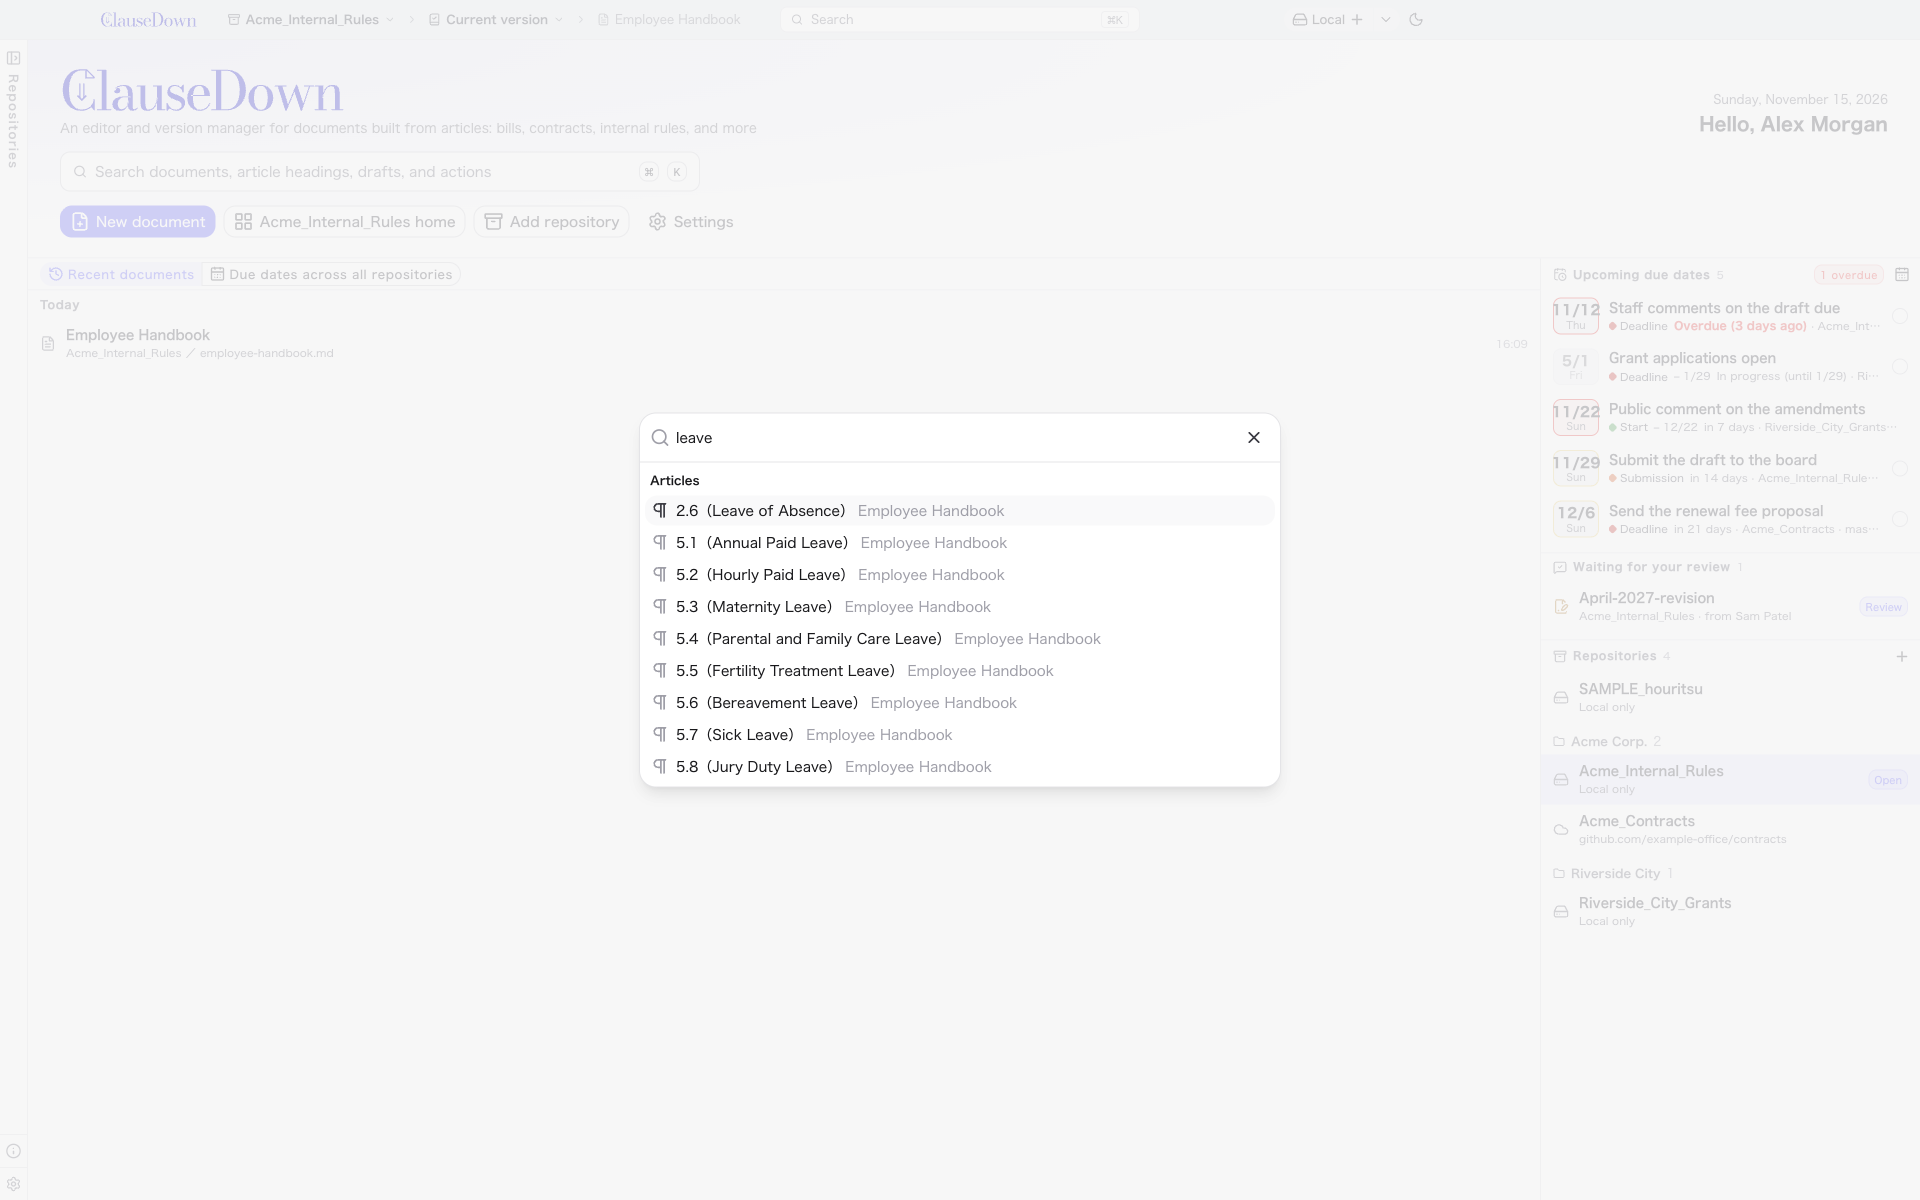 ClauseDown
Acme_Internal_Rules
Current version
Employee Handbook
Search
⌘K
Local
Repositories
ClauseDown
An editor and version manager for documents built from articles: bills, contracts, internal rules, and more
Sunday, November 15, 2026
Hello, Alex Morgan
Search documents, article headings, drafts, and actions
⌘ K
New document
Acme_Internal_Rules home
Add repository
Settings
Recent documents
Due dates across all repositories
Today
Employee Handbook
Acme_Internal_Rules ／ employee-handbook.md
16:09
leave
Articles
2.6 (Leave of Absence) Employee Handbook
5.1 (Annual Paid Leave) Employee Handbook
5.2 (Hourly Paid Leave) Employee Handbook
5.3 (Maternity Leave) Employee Handbook
5.4 (Parental and Family Care Leave) Employee Handbook
5.5 (Fertility Treatment Leave) Employee Handbook
5.6 (Bereavement Leave) Employee Handbook
5.7 (Sick Leave) Employee Handbook
5.8 (Jury Duty Leave) Employee Handbook
Upcoming due dates 5
1 overdue
11/12 Thu
Staff comments on the draft due
Deadline Overdue (3 days ago) · Acme_Int…
5/1 Fri
Grant applications open
Deadline – 1/29 In progress (until 1/29) · Ri…
11/22 Sun
Public comment on the amendments
Start – 12/22 in 7 days · Riverside_City_Grants…
11/29 Sun
Submit the draft to the board
Submission in 14 days · Acme_Internal_Rule…
12/6 Sun
Send the renewal fee proposal
Deadline in 21 days · Acme_Contracts · mas…
Waiting for your review 1
April-2027-revision
Acme_Internal_Rules · from Sam Patel
Review
Repositories 4
SAMPLE_houritsu
Local only
Acme Corp. 2
Acme_Internal_Rules
Local only
Open
Acme_Contracts
github.com/example-office/contracts
Riverside City 1
Riverside_City_Grants
Local only